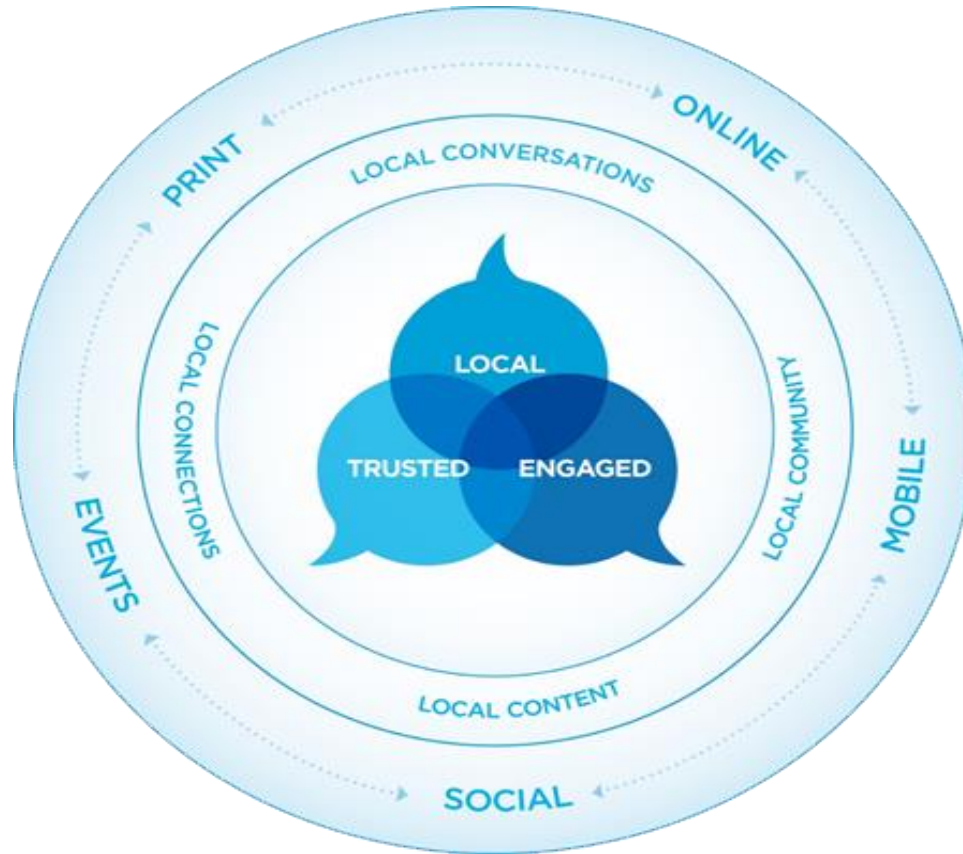 PRINT
ONLINE
MOBILE
SOCIAL
EVENTS
LOCAL CONVERSATIONS
LOCAL COMMUNITY
LOCAL CONTENT
LOCAL CONNECTIONS
LOCAL
TRUSTED
ENGAGED